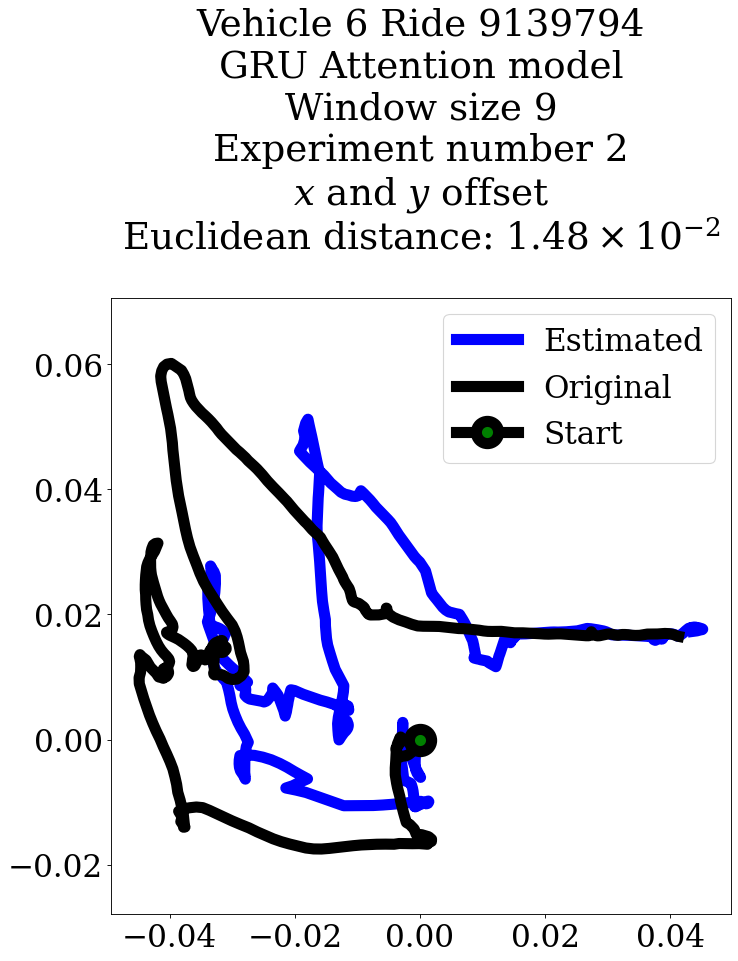 Vehicle 6 Ride 9139794
GRU Attention model
Window size 9
Experiment number 2
x and y offset
Euclidean distance: 1.48 × 10⁻²
Estimated
Original
Start
0.06
0.04
0.02
0.00
−0.02
−0.04 −0.02 0.00 0.02 0.04